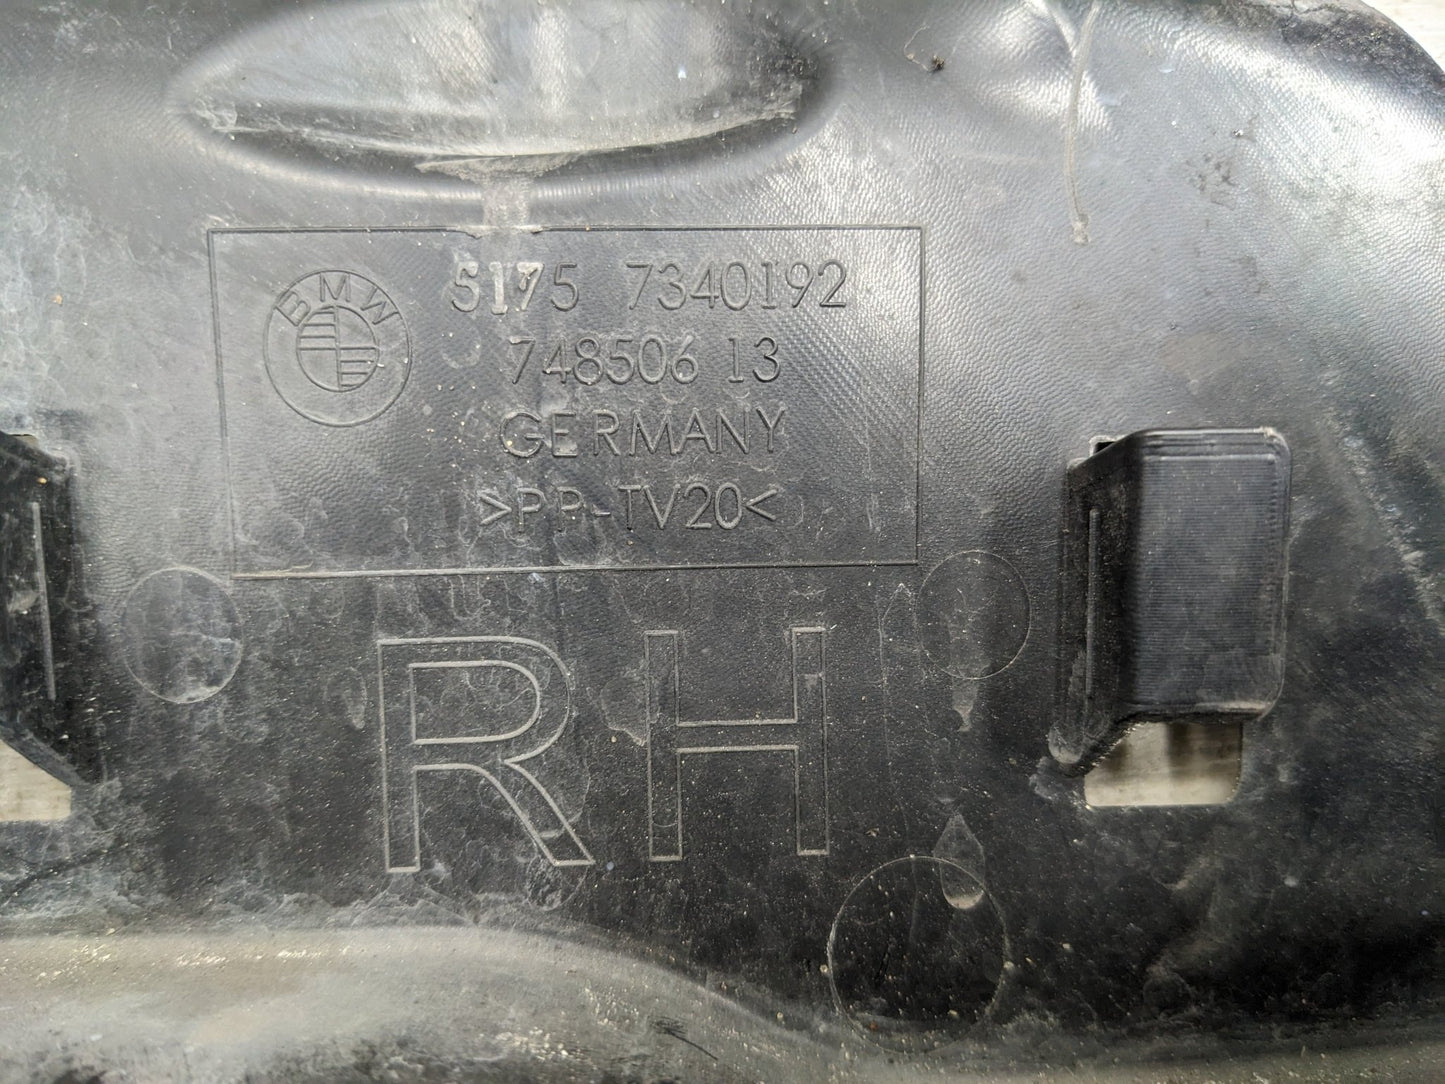 BMW
5175 7340192
748506 13
GERMANY
>PP-TV20<
RH